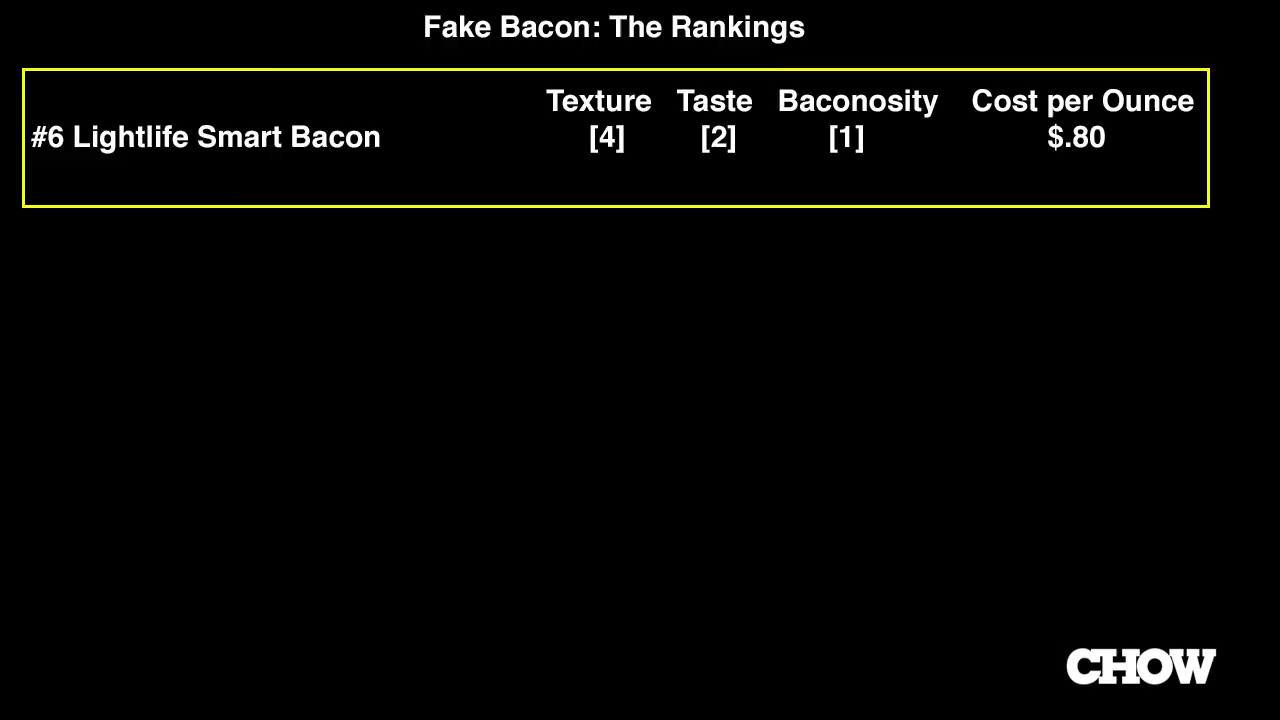 Fake Bacon: The Rankings
Texture Taste Baconosity Cost per Ounce
#6 Lightlife Smart Bacon [4] [2] [1] $.80
CHOW